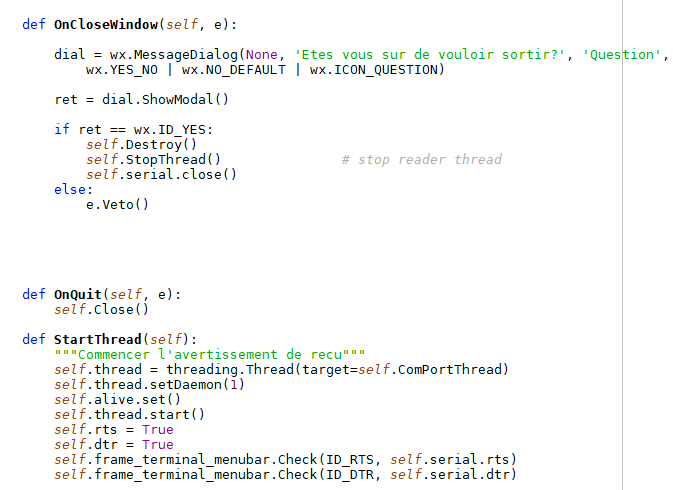 def OnCloseWindow(self, e):
dial = wx.MessageDialog(None, 'Etes vous sur de vouloir sortir?', 'Question',
wx.YES_NO | wx.NO_DEFAULT | wx.ICON_QUESTION)
ret = dial.ShowModal()
if ret == wx.ID_YES:
self.Destroy()
self.StopThread() # stop reader thread
self.serial.close()
else:
e.Veto()
def OnQuit(self, e):
self.Close()
def StartThread(self):
"""Commencer l'avertissement de recu"""
self.thread = threading.Thread(target=self.ComPortThread)
self.thread.setDaemon(1)
self.alive.set()
self.thread.start()
self.rts = True
self.dtr = True
self.frame_terminal_menubar.Check(ID_RTS, self.serial.rts)
self.frame_terminal_menubar.Check(ID_DTR, self.serial.dtr)